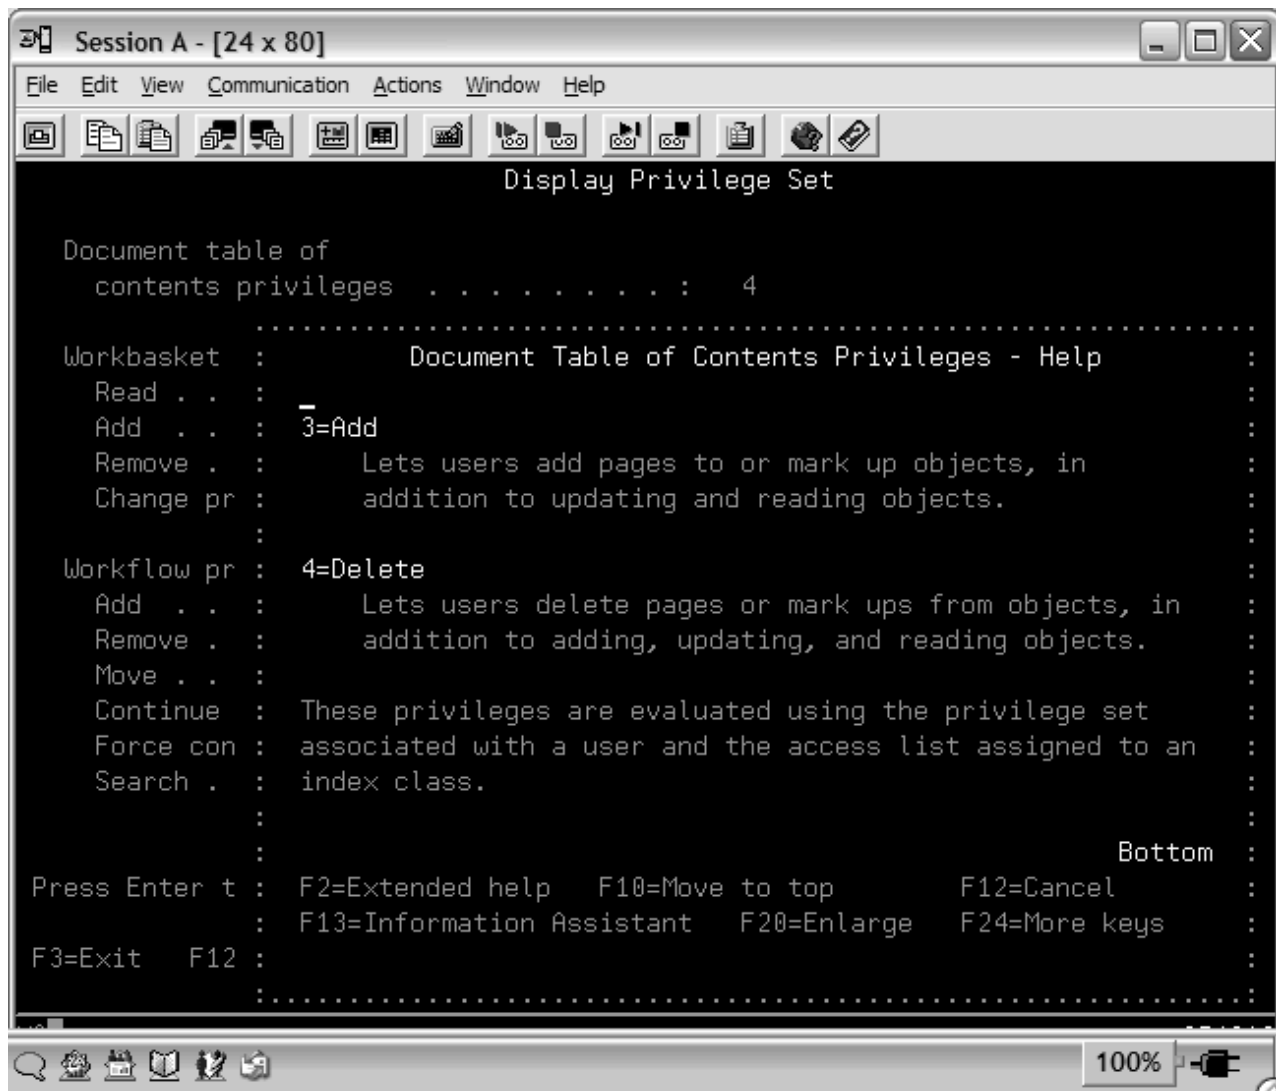 Session A - [24 x 80]
File Edit View Communication Actions Window Help
Display Privilege Set
Document table of
contents privileges . . . . . . . . : 4
Workbasket : Document Table of Contents Privileges - Help :
Read . . : :
Add . . : 3=Add :
Remove . : Lets users add pages to or mark up objects, in :
Change pr : addition to updating and reading objects. :
: :
Workflow pr : 4=Delete :
Add . . : Lets users delete pages or mark ups from objects, in :
Remove . : addition to adding, updating, and reading objects. :
Move . . : :
Continue : These privileges are evaluated using the privilege set :
Force con : associated with a user and the access list assigned to an :
Search . : index class. :
: :
: Bottom :
Press Enter t : F2=Extended help F10=Move to top F12=Cancel :
: F13=Information Assistant F20=Enlarge F24=More keys :
F3=Exit F12 : :
100%